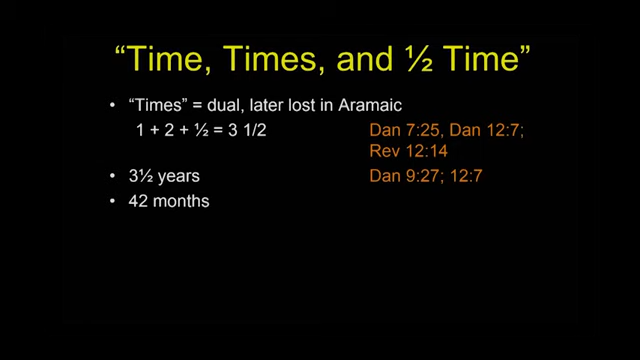 “Time, Times, and ½ Time”
• “Times” = dual, later lost in Aramaic
1 + 2 + ½ = 3 1/2 Dan 7:25, Dan 12:7;
Rev 12:14
• 3½ years Dan 9:27; 12:7
• 42 months